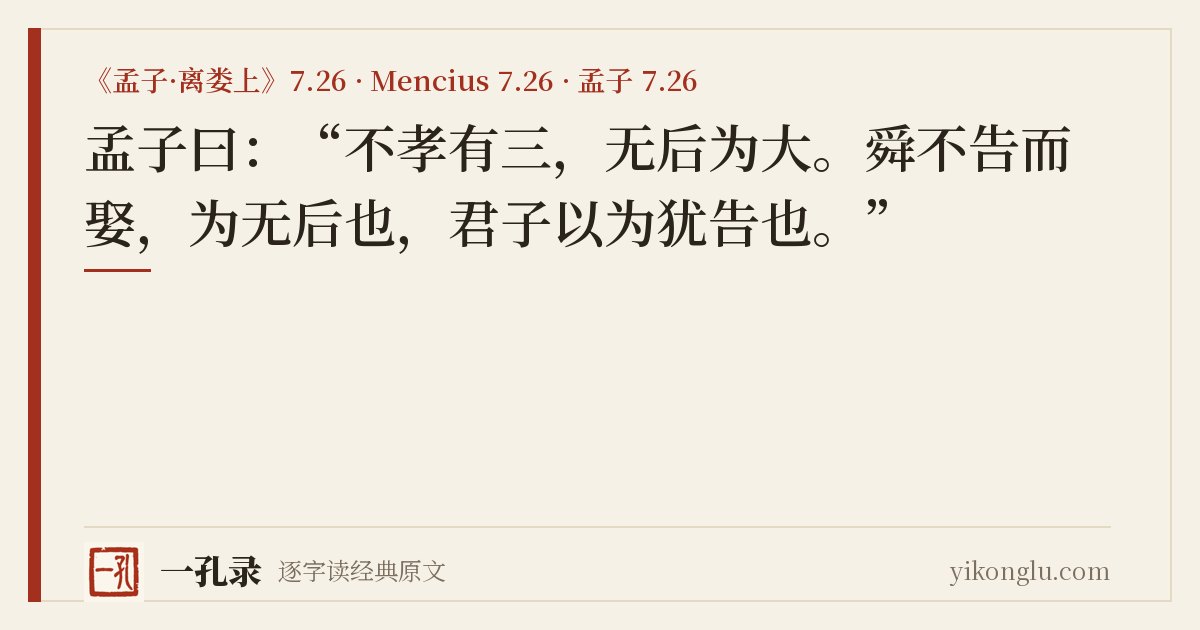 《孟子·离娄上》7.26 · Mencius 7.26 · 孟子 7.26
孟子曰：“不孝有三，无后为大。舜不告而
娶，为无后也，君子以为犹告也。”
一孔
一孔录 逐字读经典原文 yikonglu.com